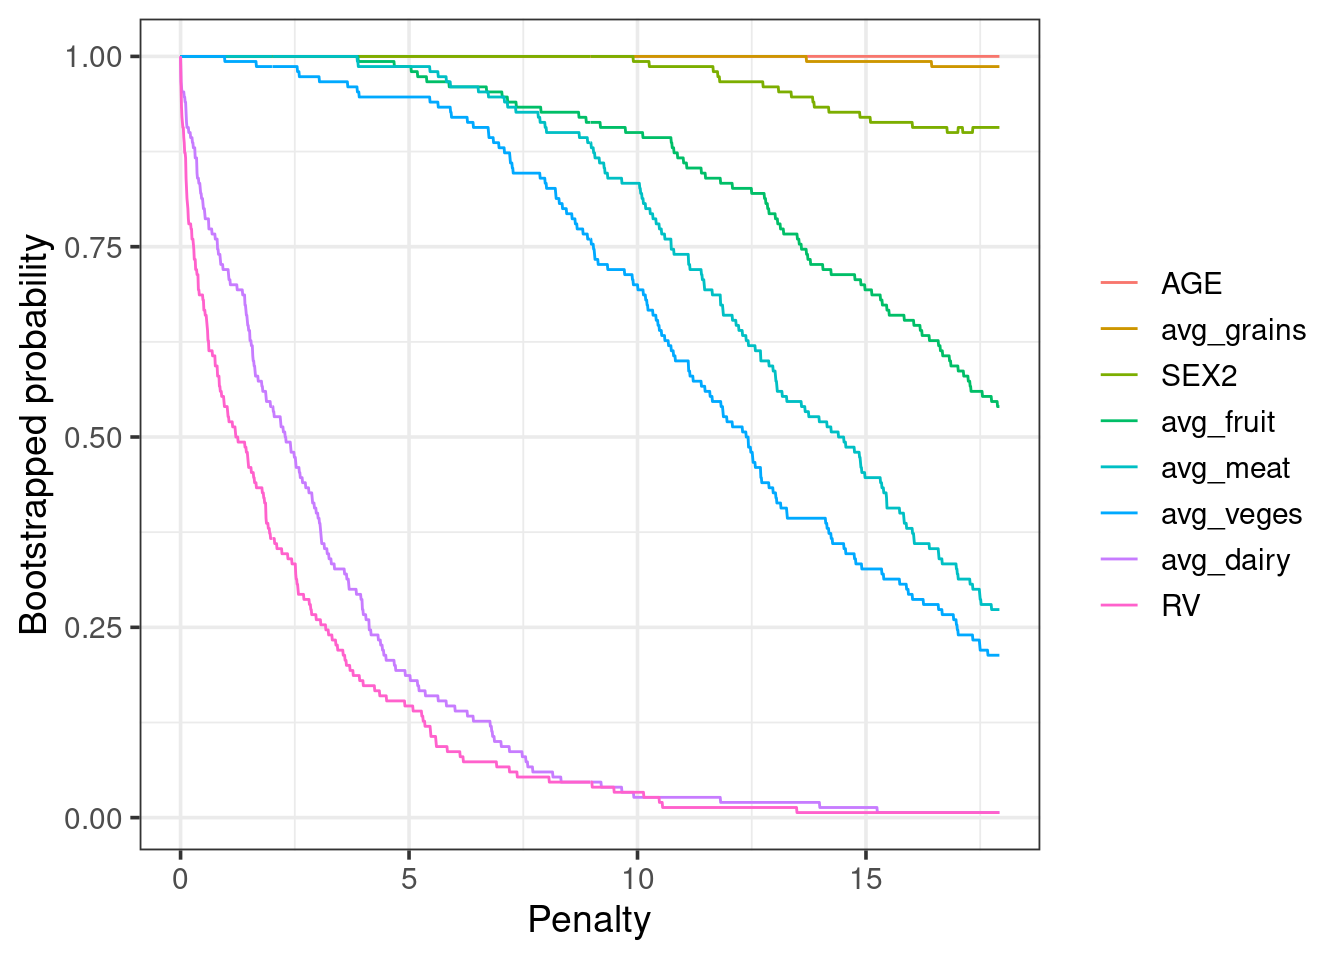 1.00
0.75
0.50
0.25
0.00
Bootstrapped probability
0
5
10
15
Penalty
AGE
avg_grains
SEX2
avg_fruit
avg_meat
avg_veges
avg_dairy
RV